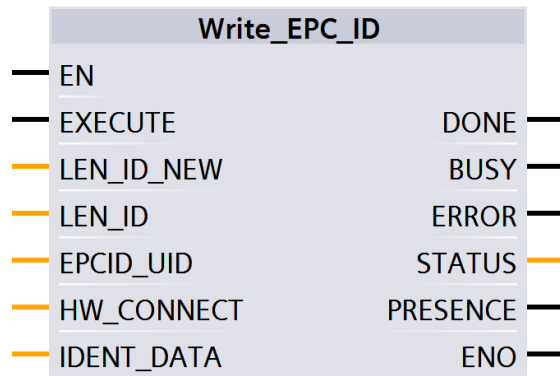 Write_EPC_ID
EN
EXECUTE DONE
LEN_ID_NEW BUSY
LEN_ID ERROR
EPCID_UID STATUS
HW_CONNECT PRESENCE
IDENT_DATA ENO